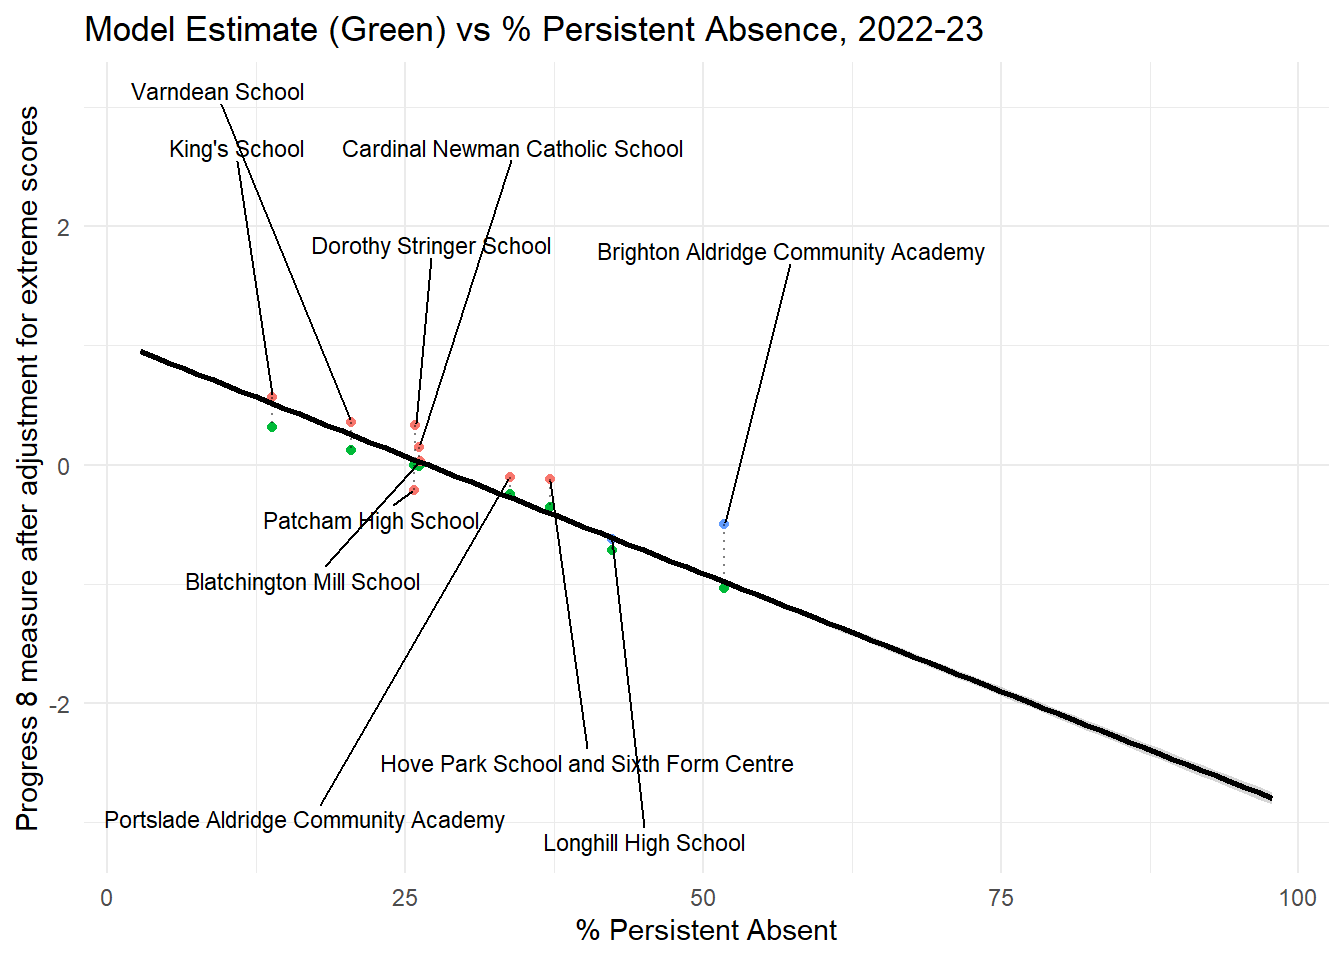 Model Estimate (Green) vs % Persistent Absence, 2022-23
Progress 8 measure after adjustment for extreme scores
Varndean School
King's School
Cardinal Newman Catholic School
Dorothy Stringer School
Brighton Aldridge Community Academy
Patcham High School
Blatchington Mill School
Hove Park School and Sixth Form Centre
Portslade Aldridge Community Academy
Longhill High School
2
0
-2
0
25
50
75
100
% Persistent Absent